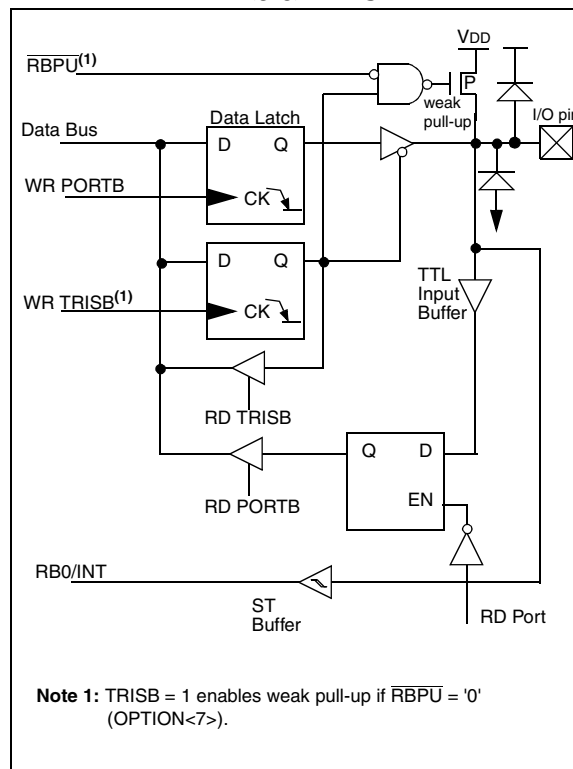 VDD
RBPU(1)
P
weak
pull-up
I/O pin
Data Latch
Data Bus
D Q
WR PORTB
CK
D Q
WR TRISB(1)
CK
TTL
Input
Buffer
RD TRISB
Q D
EN
RD PORTB
RB0/INT
ST
Buffer
RD Port
Note 1: TRISB = 1 enables weak pull-up if RBPU = '0'
(OPTION<7>).